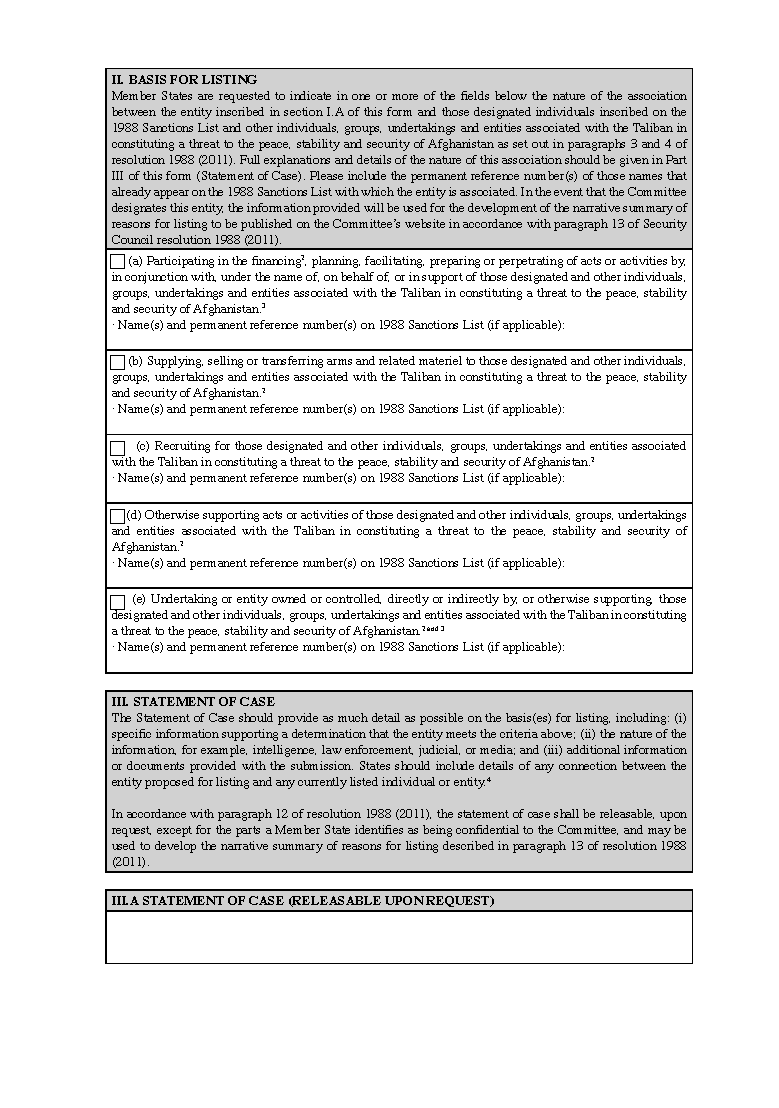 II. BASIS FOR LISTING
Member States are requested to indicate in one or more of the fields below the nature of the association
between the entity inscribed in section I.A of this form and those designated individuals inscribed on the
1988 Sanctions List and other individuals, groups, undertakings and entities associated with the Taliban in
constituting a threat to the peace, stability and security of Afghanistan as set out in paragraphs 3 and 4 of
resolution 1988 (2011). Full explanations and details of the nature of this association should be given in Part
III of this form (Statement of Case). Please include the permanent reference number(s) of those names that
already appear on the 1988 Sanctions List with which the entity is associated. In the event that the Committee
designates this entity, the information provided will be used for the development of the narrative summary of
reasons for listing to be published on the Committee's website in accordance with paragraph 13 of Security
Council resolution 1988 (2011).
(a) Participating in the financing², planning, facilitating, preparing or perpetrating of acts or activities by,
in conjunction with, under the name of, on behalf of, or in support of those designated and other individuals,
groups, undertakings and entities associated with the Taliban in constituting a threat to the peace, stability
and security of Afghanistan.³
· Name(s) and permanent reference number(s) on 1988 Sanctions List (if applicable):
(b) Supplying, selling or transferring arms and related materiel to those designated and other individuals,
groups, undertakings and entities associated with the Taliban in constituting a threat to the peace, stability
and security of Afghanistan.²
· Name(s) and permanent reference number(s) on 1988 Sanctions List (if applicable):
(c) Recruiting for those designated and other individuals, groups, undertakings and entities associated
with the Taliban in constituting a threat to the peace, stability and security of Afghanistan.²
· Name(s) and permanent reference number(s) on 1988 Sanctions List (if applicable):
(d) Otherwise supporting acts or activities of those designated and other individuals, groups, undertakings
and entities associated with the Taliban in constituting a threat to the peace, stability and security of
Afghanistan.²
· Name(s) and permanent reference number(s) on 1988 Sanctions List (if applicable):
(e) Undertaking or entity owned or controlled, directly or indirectly by, or otherwise supporting, those
designated and other individuals, groups, undertakings and entities associated with the Taliban in constituting
a threat to the peace, stability and security of Afghanistan.² and ³
· Name(s) and permanent reference number(s) on 1988 Sanctions List (if applicable):
III. STATEMENT OF CASE
The Statement of Case should provide as much detail as possible on the basis(es) for listing, including: (i)
specific information supporting a determination that the entity meets the criteria above; (ii) the nature of the
information, for example, intelligence, law enforcement, judicial, or media; and (iii) additional information
or documents provided with the submission. States should include details of any connection between the
entity proposed for listing and any currently listed individual or entity.⁴
In accordance with paragraph 12 of resolution 1988 (2011), the statement of case shall be releasable, upon
request, except for the parts a Member State identifies as being confidential to the Committee, and may be
used to develop the narrative summary of reasons for listing described in paragraph 13 of resolution 1988
(2011).
III.A STATEMENT OF CASE (RELEASABLE UPON REQUEST)